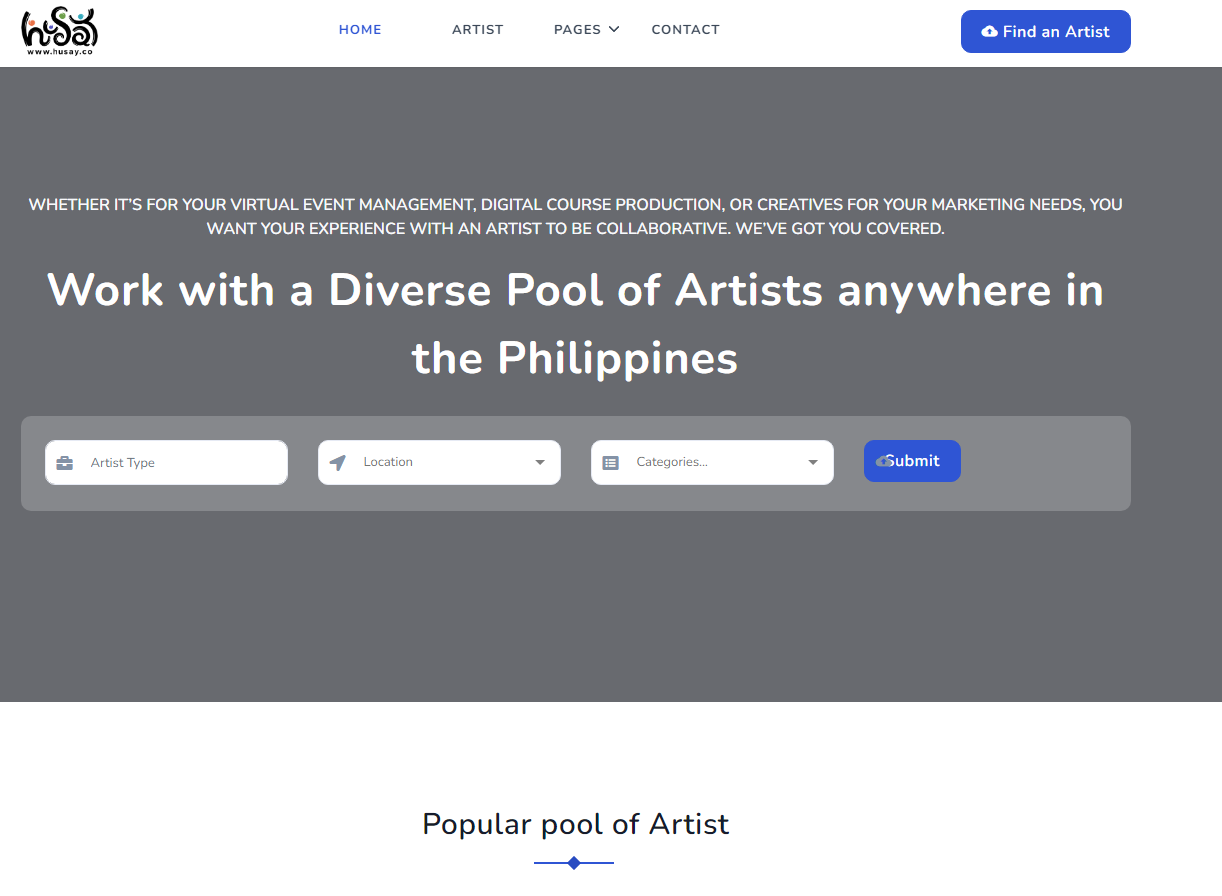 husay
www.husay.co
HOME
ARTIST
PAGES
CONTACT
Find an Artist
WHETHER IT’S FOR YOUR VIRTUAL EVENT MANAGEMENT, DIGITAL COURSE PRODUCTION, OR CREATIVES FOR YOUR MARKETING NEEDS, YOU
WANT YOUR EXPERIENCE WITH AN ARTIST TO BE COLLABORATIVE. WE’VE GOT YOU COVERED.
Work with a Diverse Pool of Artists anywhere in
the Philippines
Artist Type
Location
Categories...
Submit
Popular pool of Artist